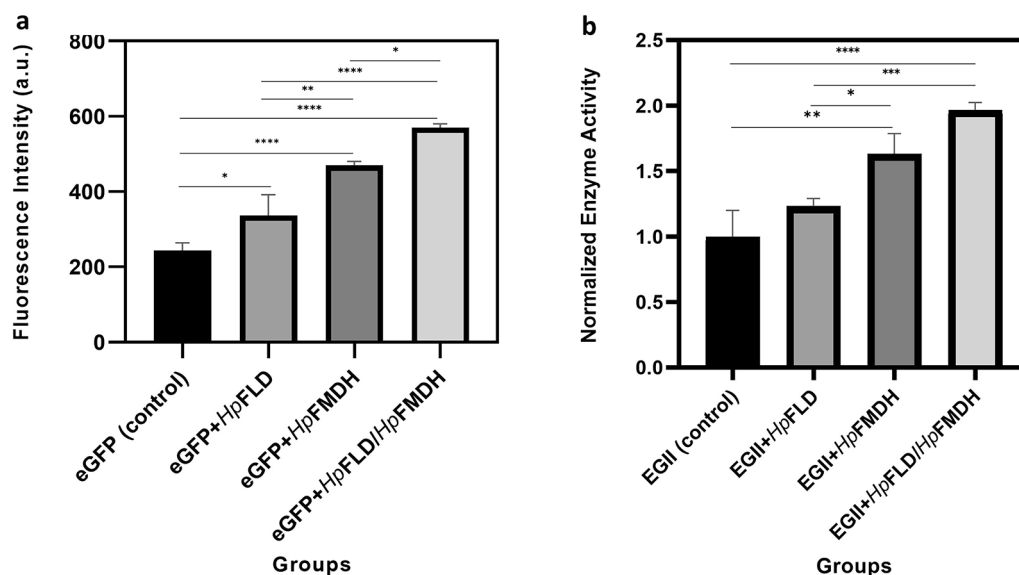 a
Fluorescence Intensity (a.u.)
800
600
400
200
0
*
****
**
****
****
*
eGFP (control)
eGFP+HpFLD
eGFP+HpFMDH
eGFP+HpFLD/HpFMDH
Groups
b
Normalized Enzyme Activity
2.5
2.0
1.5
1.0
0.5
0.0
****
***
*
**
EGII (control)
EGII+HpFLD
EGII+HpFMDH
EGII+HpFLD/HpFMDH
Groups